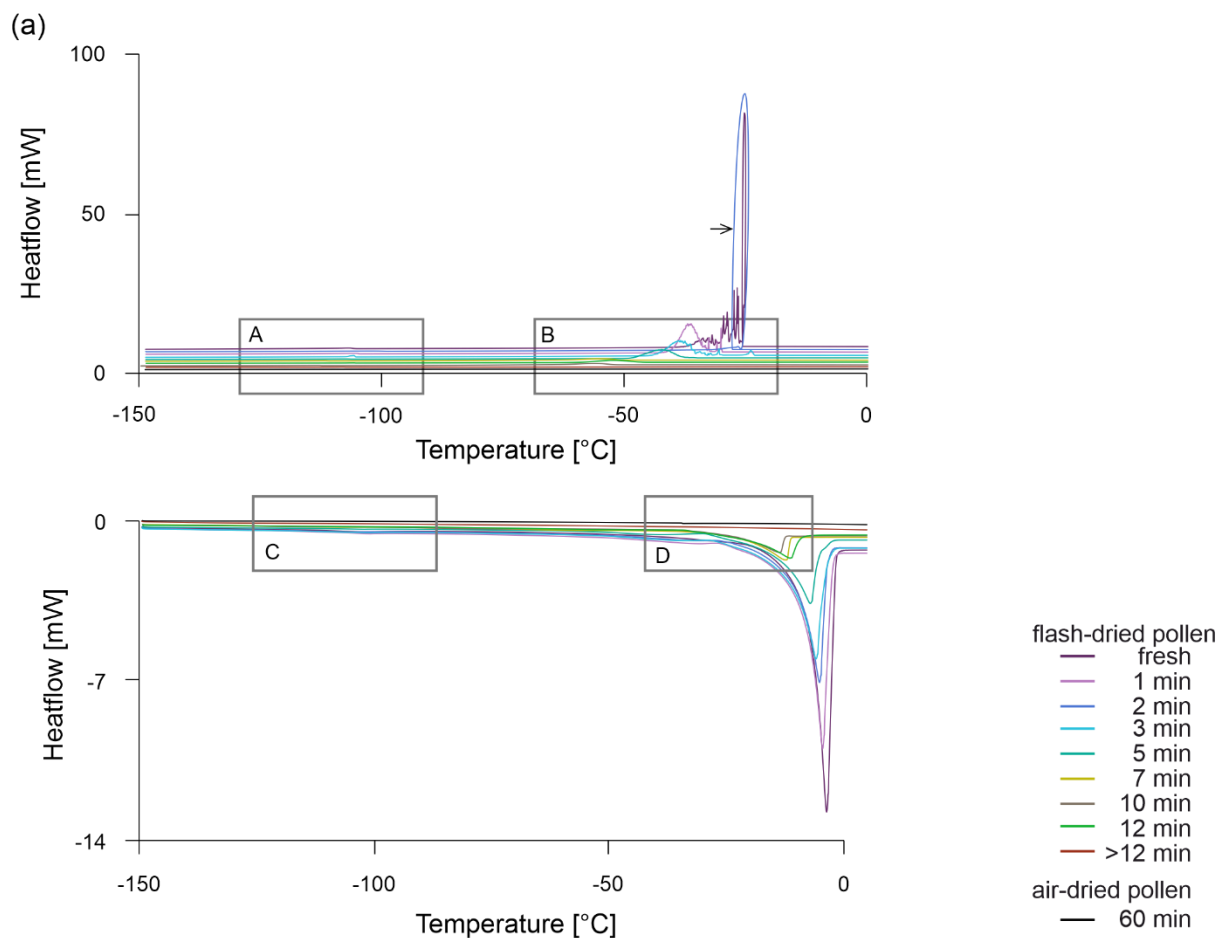 (a)
100
50
0
Heatflow [mW]
A
B
-150
-100
-50
0
Temperature [°C]
0
-7
-14
Heatflow [mW]
C
D
-150
-100
-50
0
Temperature [°C]
flash-dried pollen
fresh
1 min
2 min
3 min
5 min
7 min
10 min
12 min
>12 min
air-dried pollen
60 min